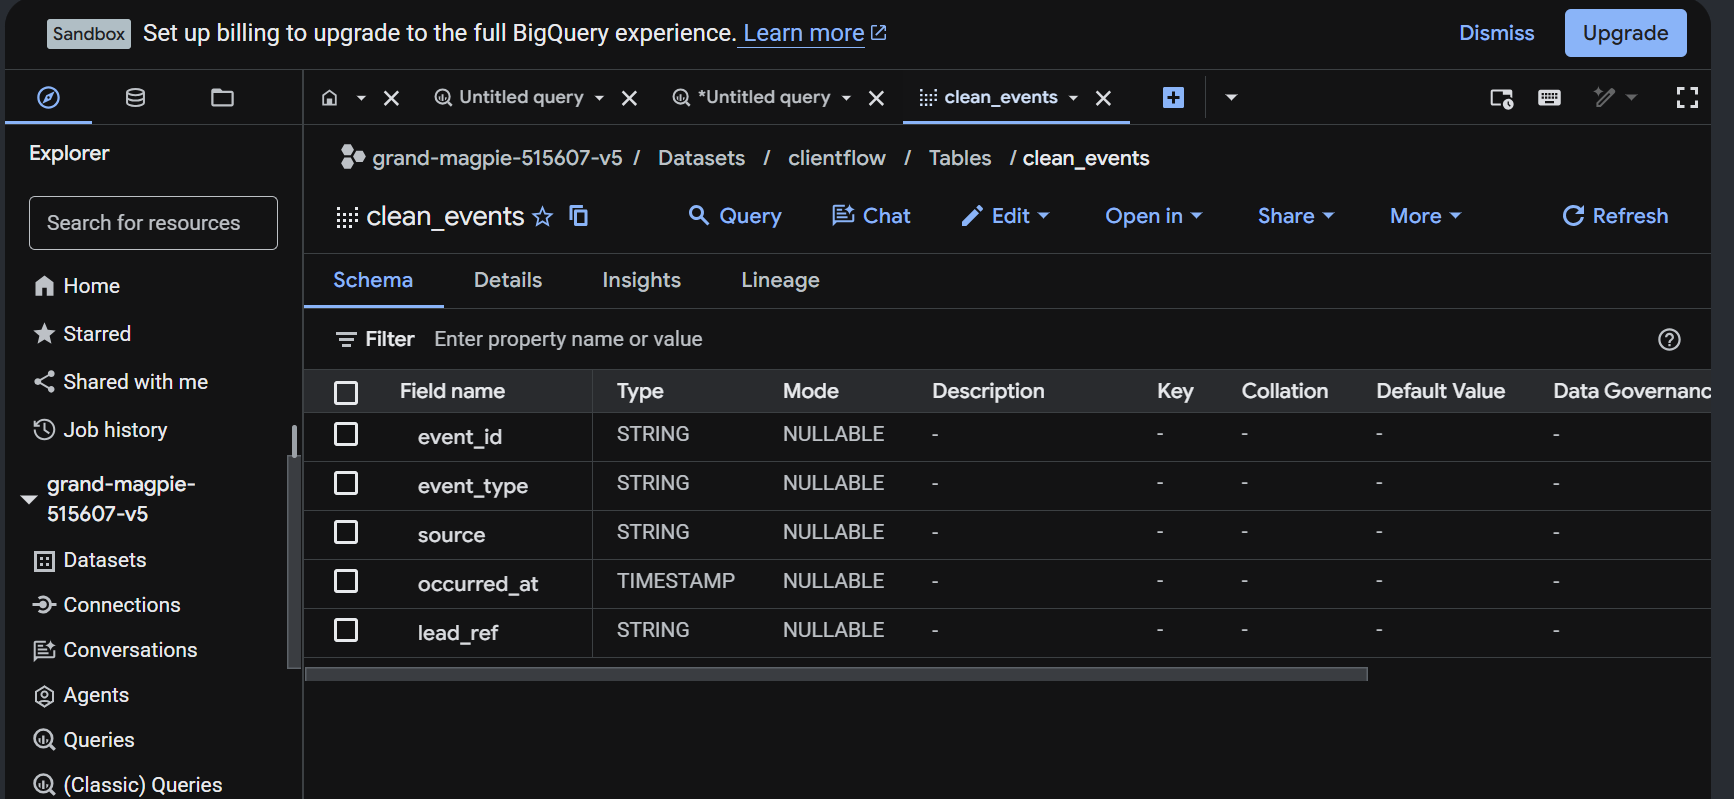 Sandbox Set up billing to upgrade to the full BigQuery experience. Learn more Dismiss Upgrade
Untitled query *Untitled query clean_events
Explorer
Search for resources
Home
Starred
Shared with me
Job history
grand-magpie-
515607-v5
Datasets
Connections
Conversations
Agents
Queries
(Classic) Queries
grand-magpie-515607-v5 / Datasets / clientflow / Tables / clean_events
clean_events Query Chat Edit Open in Share More Refresh
Schema Details Insights Lineage
Filter Enter property name or value
Field name Type Mode Description Key Collation Default Value Data Governanc
event_id STRING NULLABLE - - - - -
event_type STRING NULLABLE - - - - -
source STRING NULLABLE - - - - -
occurred_at TIMESTAMP NULLABLE - - - - -
lead_ref STRING NULLABLE - - - - -